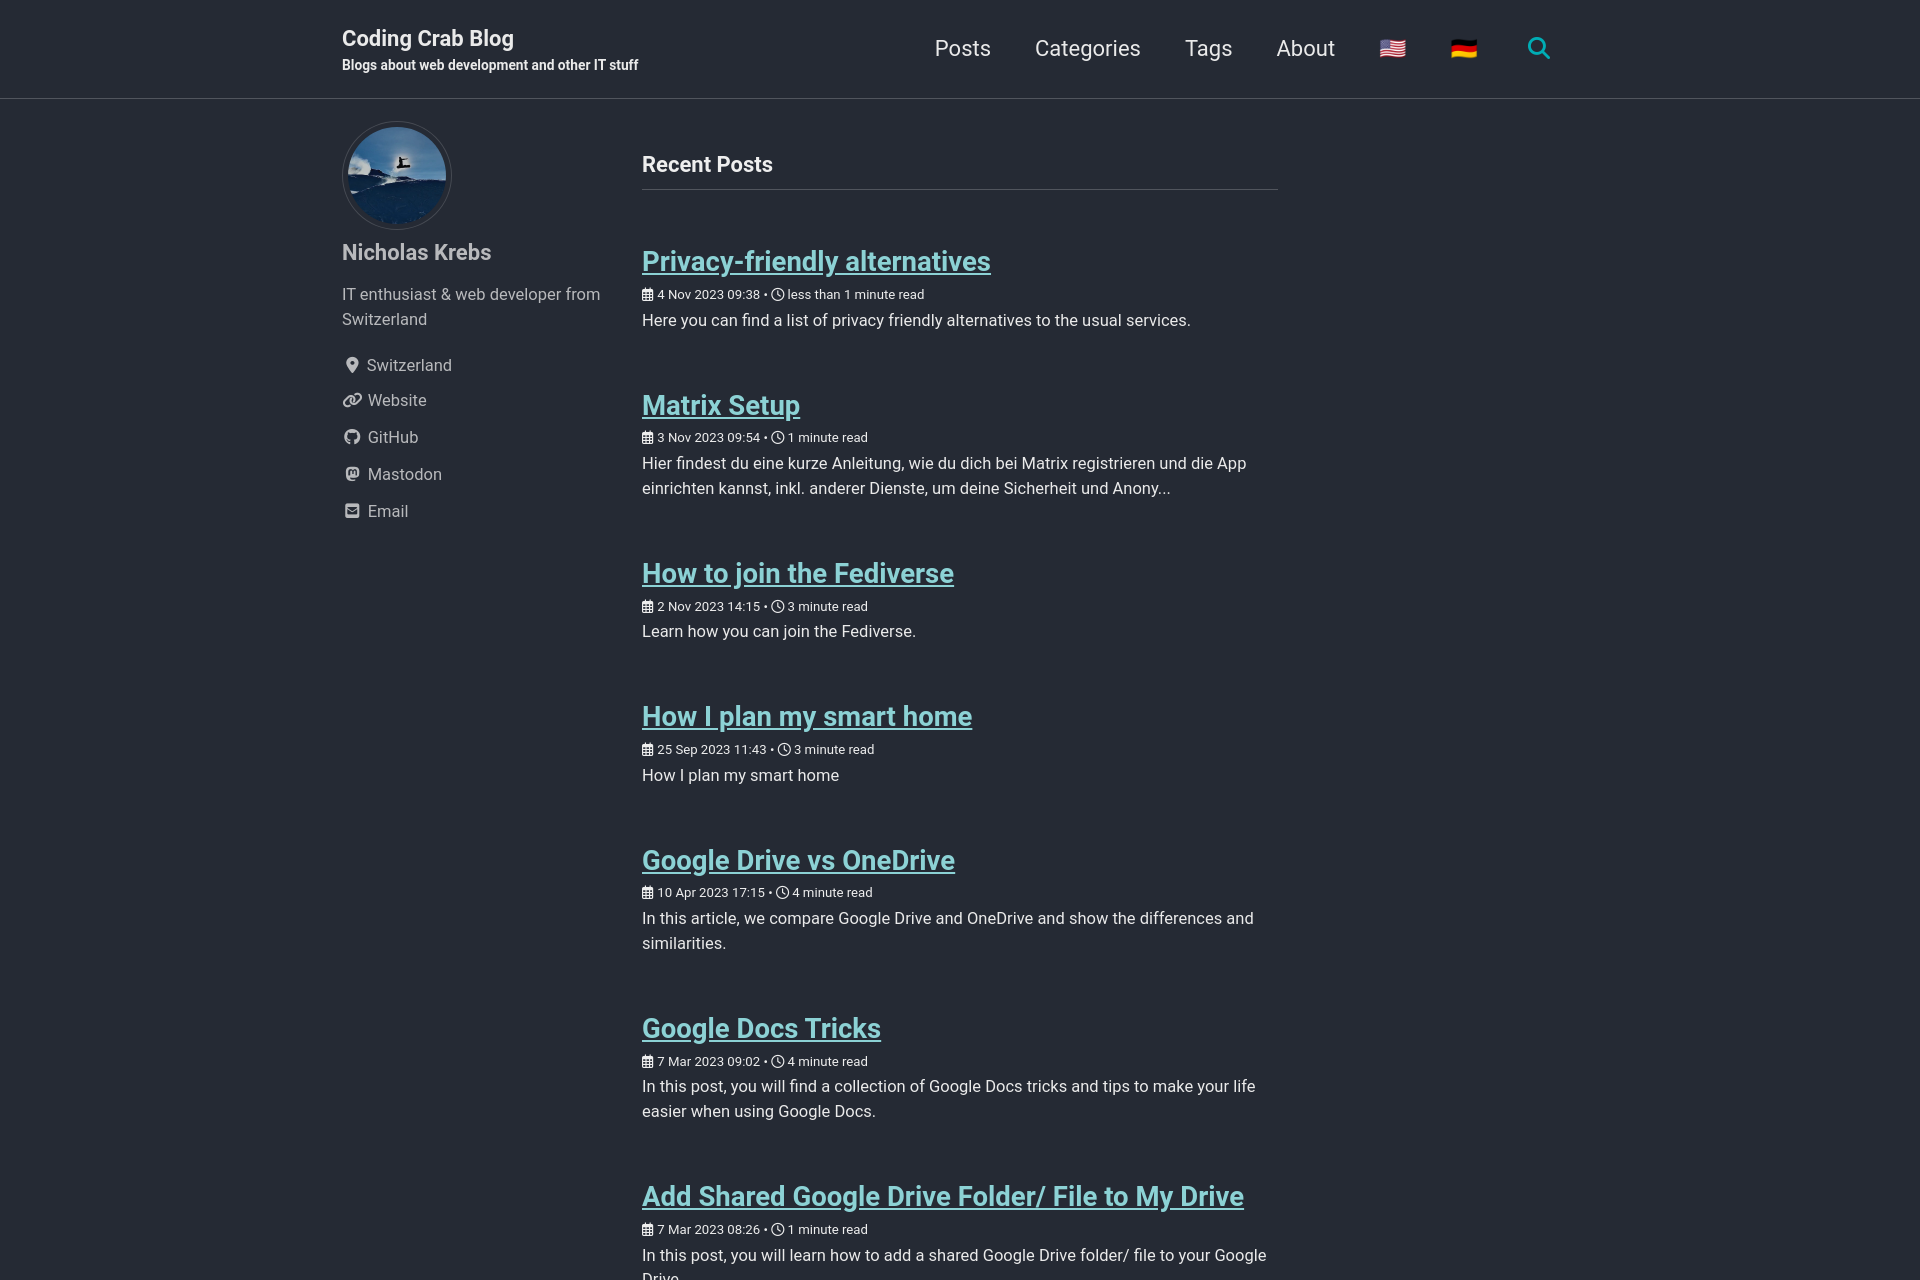 Coding Crab Blog
Blogs about web development and other IT stuff
Posts
Categories
Tags
About
Nicholas Krebs
IT enthusiast & web developer from
Switzerland
Switzerland
Website
GitHub
Mastodon
Email
Recent Posts
Privacy-friendly alternatives
4 Nov 2023 09:38 • less than 1 minute read
Here you can find a list of privacy friendly alternatives to the usual services.
Matrix Setup
3 Nov 2023 09:54 • 1 minute read
Hier findest du eine kurze Anleitung, wie du dich bei Matrix registrieren und die App
einrichten kannst, inkl. anderer Dienste, um deine Sicherheit und Anony...
How to join the Fediverse
2 Nov 2023 14:15 • 3 minute read
Learn how you can join the Fediverse.
How I plan my smart home
25 Sep 2023 11:43 • 3 minute read
How I plan my smart home
Google Drive vs OneDrive
10 Apr 2023 17:15 • 4 minute read
In this article, we compare Google Drive and OneDrive and show the differences and
similarities.
Google Docs Tricks
7 Mar 2023 09:02 • 4 minute read
In this post, you will find a collection of Google Docs tricks and tips to make your life
easier when using Google Docs.
Add Shared Google Drive Folder/ File to My Drive
7 Mar 2023 08:26 • 1 minute read
In this post, you will learn how to add a shared Google Drive folder/ file to your Google
Drive